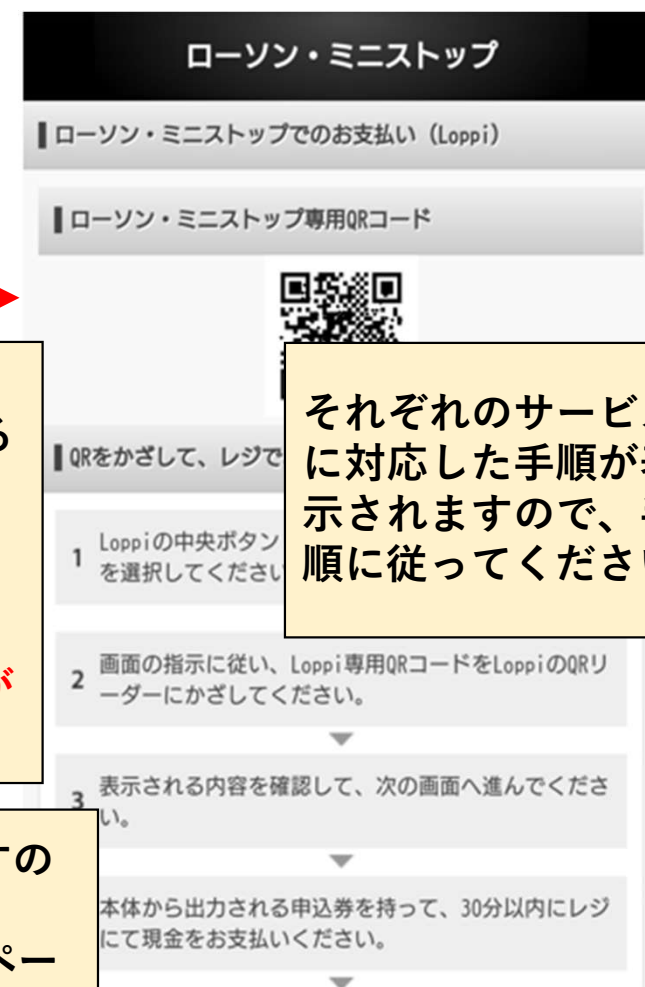 ローソン・ミニストップ
ローソン・ミニストップでのお支払い（Loppi）
ローソン・ミニストップ専用QRコード
QRをかざして、レジで
それぞれのサービ
に対応した手順が
示されますので、
順に従ってくださ
1 Loppiの中央ボタン
を選択してくださ
2 画面の指示に従い、Loppi専用QRコードをLoppiのQRリ
ーダーにかざしてください。
3 表示される内容を確認して、次の画面へ進んでくださ
い。
本体から出力される申込券を持って、30分以内にレジ
にて現金をお支払いください。
る
が
すの
ペー